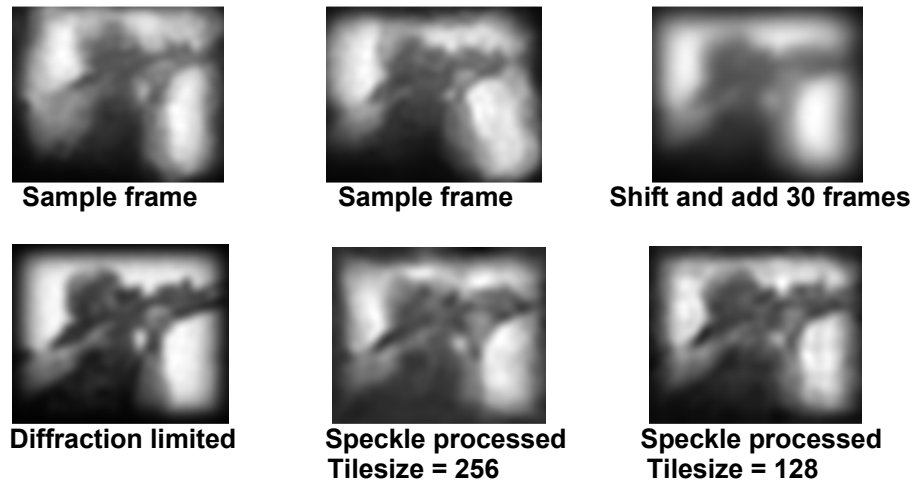 Sample frame
Sample frame
Shift and add 30 frames
Diffraction limited
Speckle processed
Tilesize = 256
Speckle processed
Tilesize = 128